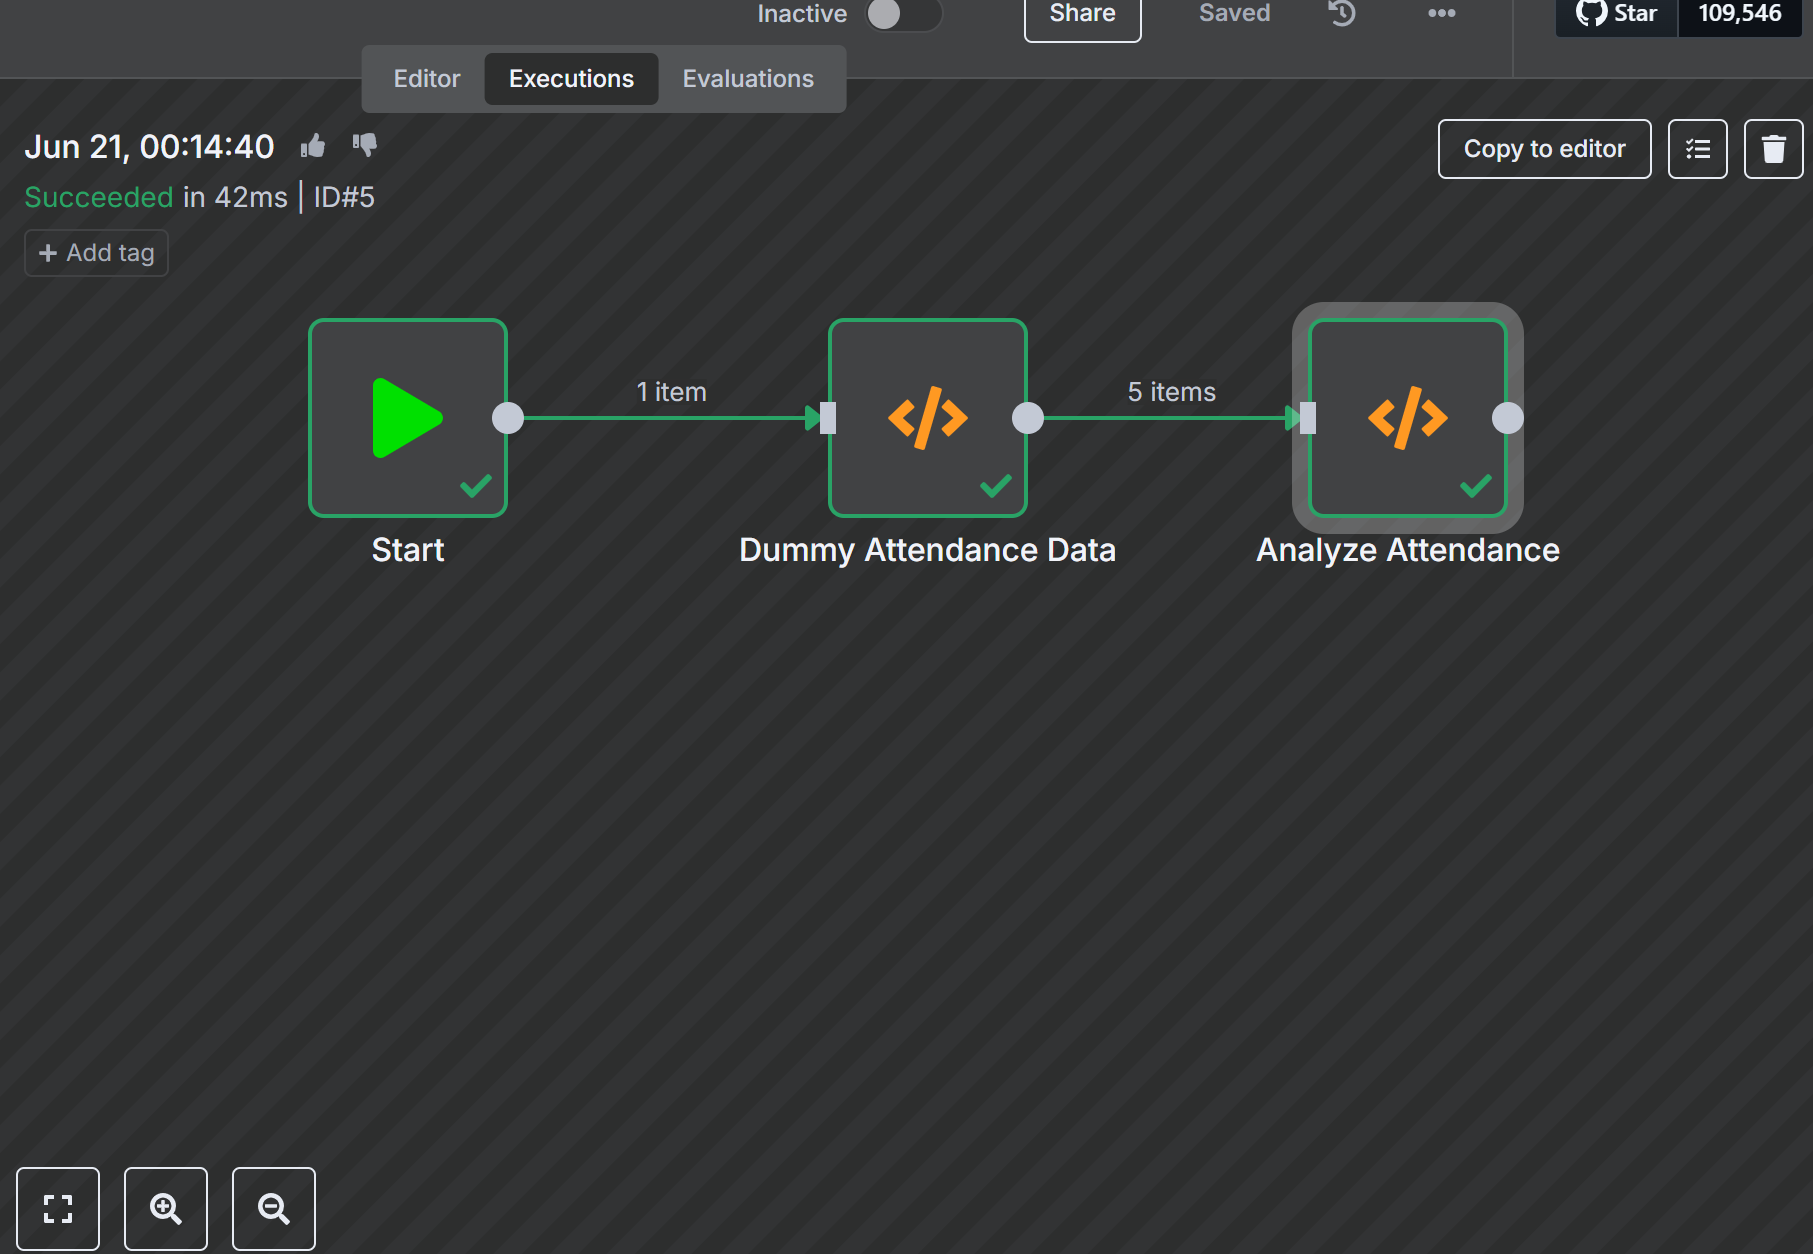 Inactive
Share
Saved
Star
109,546
Editor
Executions
Evaluations
Jun 21, 00:14:40
Succeeded in 42ms | ID#5
Add tag
Copy to editor
1 item
5 items
Start
Dummy Attendance Data
Analyze Attendance